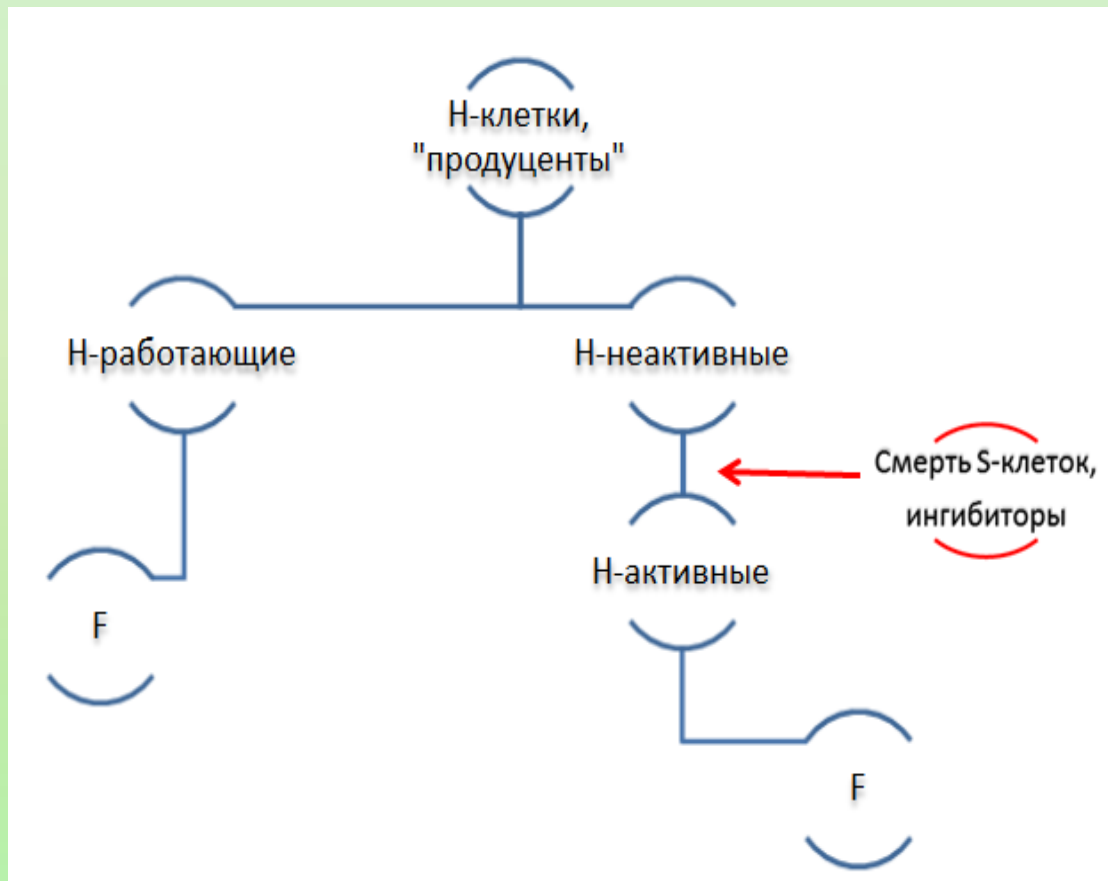 Н-клетки,
"продуценты"
Н-работающие
Н-неактивные
Смерть S-клеток,
ингибиторы
Н-активные
F
F